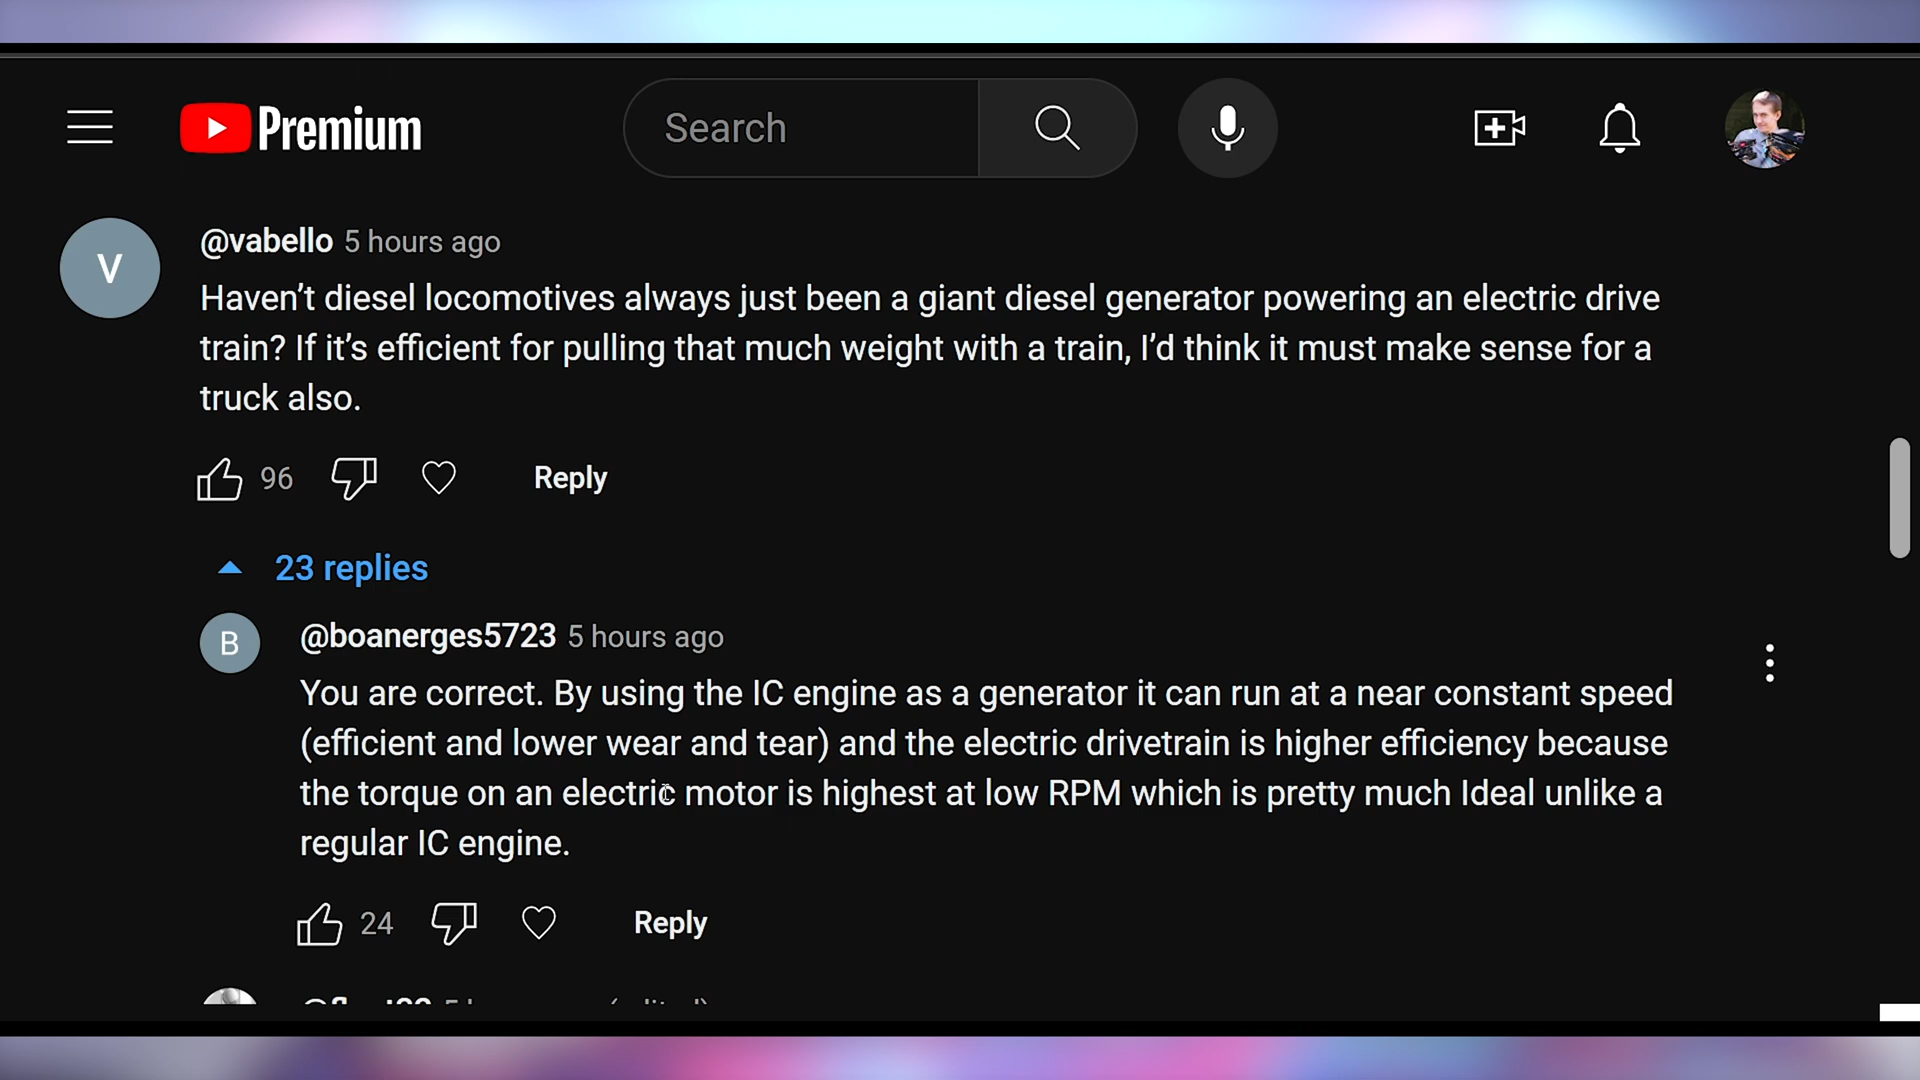 Premium
Search
V
@vabello 5 hours ago
Haven’t diesel locomotives always just been a giant diesel generator powering an electric drive
train? If it’s efficient for pulling that much weight with a train, I’d think it must make sense for a
truck also.
96
Reply
23 replies
B
@boanerges5723 5 hours ago
You are correct. By using the IC engine as a generator it can run at a near constant speed
(efficient and lower wear and tear) and the electric drivetrain is higher efficiency because
the torque on an electric motor is highest at low RPM which is pretty much Ideal unlike a
regular IC engine.
24
Reply